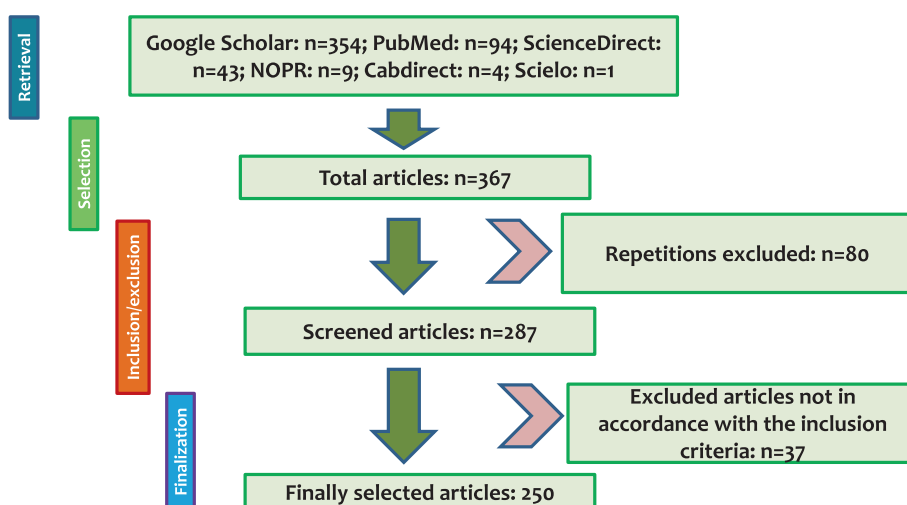 Retrieval
Google Scholar: n=354; PubMed: n=94; ScienceDirect:
n=43; NOPR: n=9; Cabdirect: n=4; Scielo: n=1
Selection
Total articles: n=367
Inclusion/exclusion
Repetitions excluded: n=80
Screened articles: n=287
Excluded articles not in
accordance with the inclusion
criteria: n=37
Finalization
Finally selected articles: 250